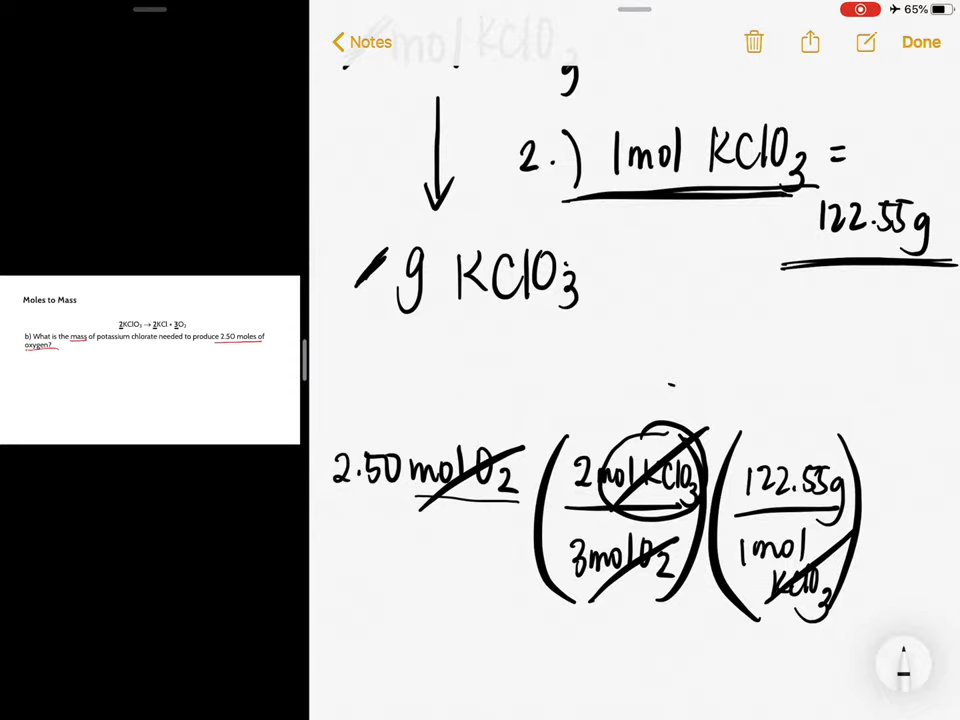 65%
Notes
Done
mol KClO₃
2.) 1mol KClO₃ =
122.55g
g KClO₃
Moles to Mass
2KClO₃ → 2KCl + 3O₂
b) What is the mass of potassium chlorate needed to produce 2.50 moles of
oxygen?
2.50 mol O₂ (2 mol KClO₃ / 3 mol O₂) (122.55g / 1 mol KClO₃)